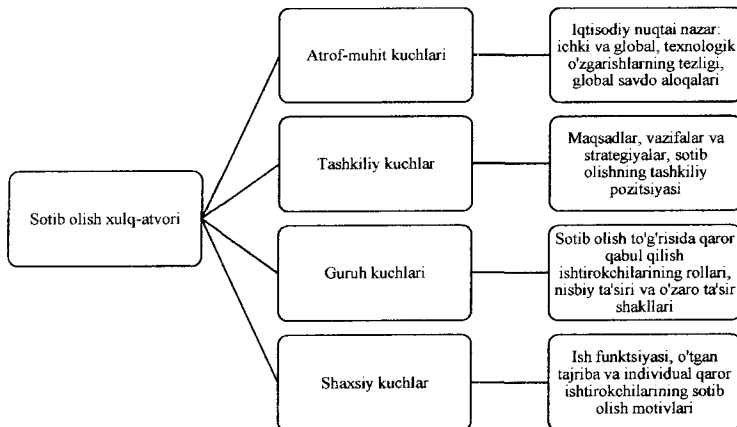 Sotib olish xulq-atvori
Atrof-muhit kuchlari
Iqtisodiy nuqtai nazar:
ichki va global, texnologik
o'zgarishlarning tezligi,
global savdo aloqalari
Tashkiliy kuchlar
Maqsadlar, vazifalar va
strategiyalar, sotib
olishning tashkiliy
pozitsiyasi
Guruh kuchlari
Sotib olish to'g'risida qaror
qabul qilish
ishtirokchilarining rollari,
nisbiy ta'siri va o'zaro ta'sir
shakllari
Shaxsiy kuchlar
Ish funktsiyasi, o'tgan
tajriba va individual qaror
ishtirokchilarining sotib
olish motivlari